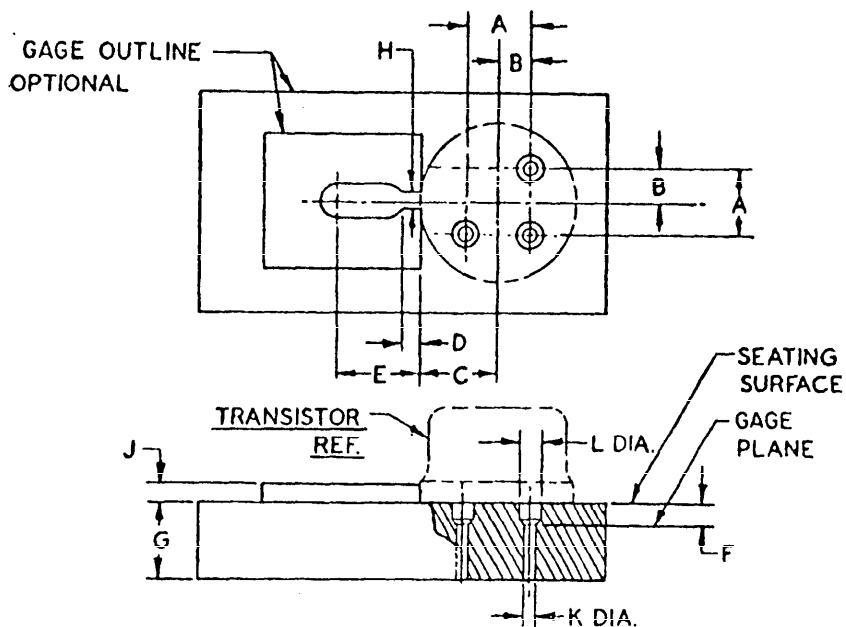 GAGE OUTLINE
OPTIONAL
H
A
B
B
A
D
E
C
SEATING
SURFACE
GAGE
PLANE
TRANSISTOR
REF.
L DIA.
J
G
F
K DIA.